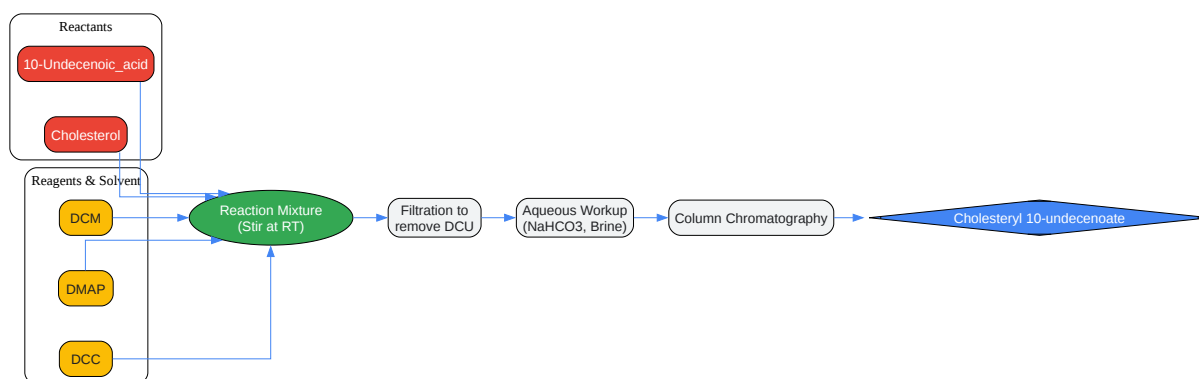 Reactants
10-Undecenoic_acid
Cholesterol
Reagents & Solvent
DCM
DMAP
DCC
Reaction Mixture
(Stir at RT)
Filtration to
remove DCU
Aqueous Workup
(NaHCO3, Brine)
Column Chromatography
Cholesteryl 10-undecenoate